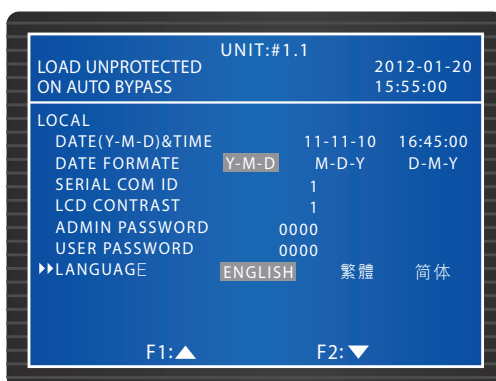 UNIT:#1.1
LOAD UNPROTECTED 2012-01-20
ON AUTO BYPASS 15:55:00
LOCAL
DATE(Y-M-D)&TIME 11-11-10 16:45:00
DATE FORMATE Y-M-D M-D-Y D-M-Y
SERIAL COM ID 1
LCD CONTRAST 1
ADMIN PASSWORD 0000
USER PASSWORD 0000
LANGUAGE ENGLISH 繁體 简体
F1:▲ F2:▼